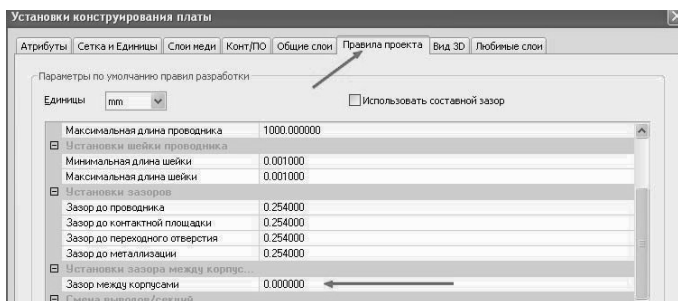 Установки конструирования платы
Атрибуты Сетка и Единицы Слои меди Конт/ПО Общие слои Правила проекта Вид 3D Любимые слои
Параметры по умолчанию правил разработки
Единицы mm Использовать составной зазор
Максимальная длина проводника 1000.000000
Установки шейки проводника
Минимальная длина шейки 0.001000
Максимальная длина шейки 0.001000
Установки зазоров
Зазор до проводника 0.254000
Зазор до контактной площадки 0.254000
Зазор до переходного отверстия 0.254000
Зазор до металлизации 0.254000
Установки зазора между корпус...
Зазор между корпусами 0.000000
Смена выводов/секций